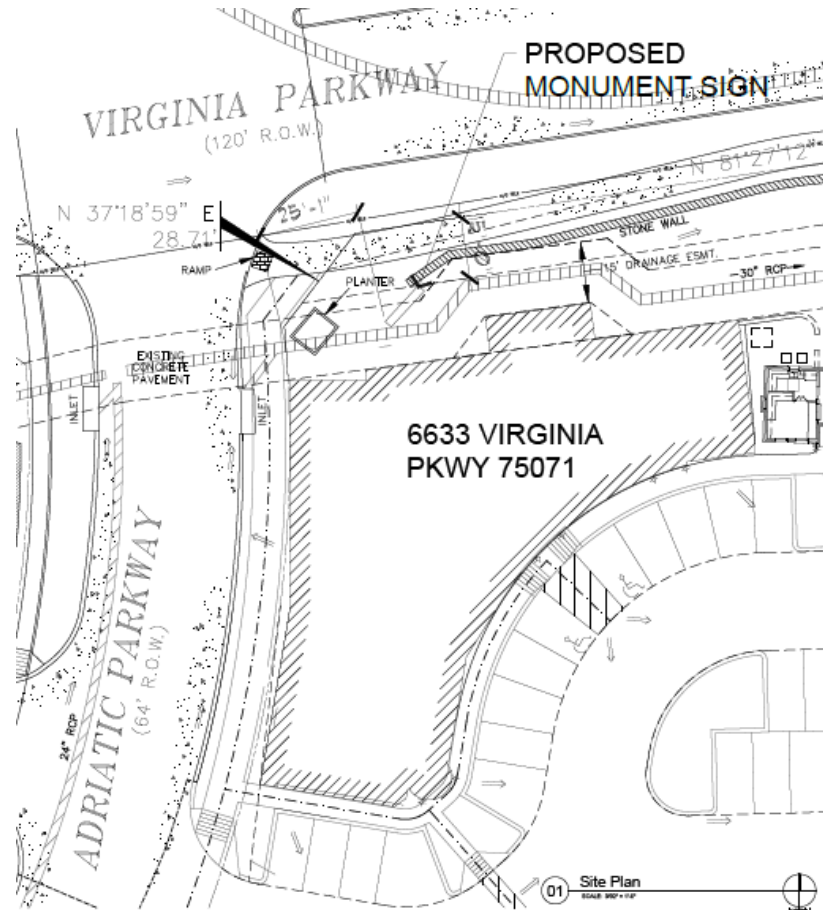 PROPOSED
MONUMENT SIGN
VIRGINIA PARKWAY
(120' R.O.W.)
N 81°27'12"
N 37°18'59" E
28.71'
25'-1"
STONE WALL
RAMP
PLANTER
15' DRAINAGE ESMT.
30" RCP
EXISTING
CONCRETE
PAVEMENT
INLET
INLET
6633 VIRGINIA
PKWY 75071
ADRIATIC PARKWAY
(64' R.O.W.)
24" RCP
01
Site Plan